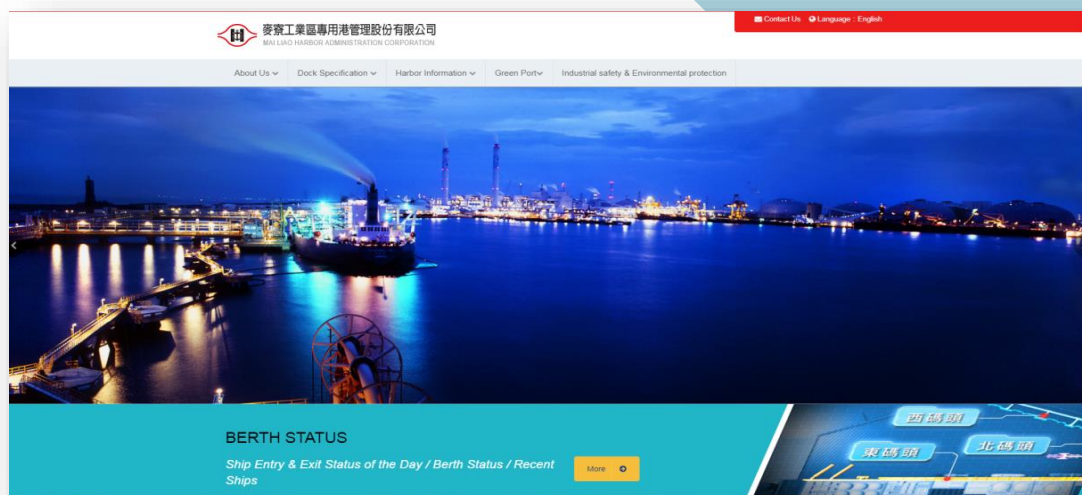 Contact Us Language : English
麥寮工業區專用港管理股份有限公司
MAI LIAO HARBOR ADMINISTRATION CORPORATION
About Us Dock Specification Harbor Information Green Port Industrial safety & Environmental protection
BERTH STATUS
Ship Entry & Exit Status of the Day / Berth Status / Recent
Ships
More
西碼頭
東碼頭
北碼頭